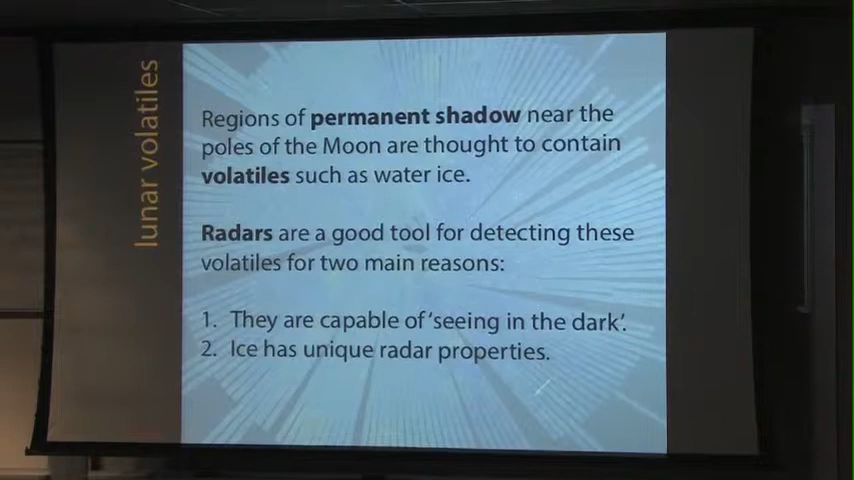 lunar volatiles
Regions of permanent shadow near the
poles of the Moon are thought to contain
volatiles such as water ice.
Radars are a good tool for detecting these
volatiles for two main reasons:
1. They are capable of 'seeing in the dark'.
2. Ice has unique radar properties.